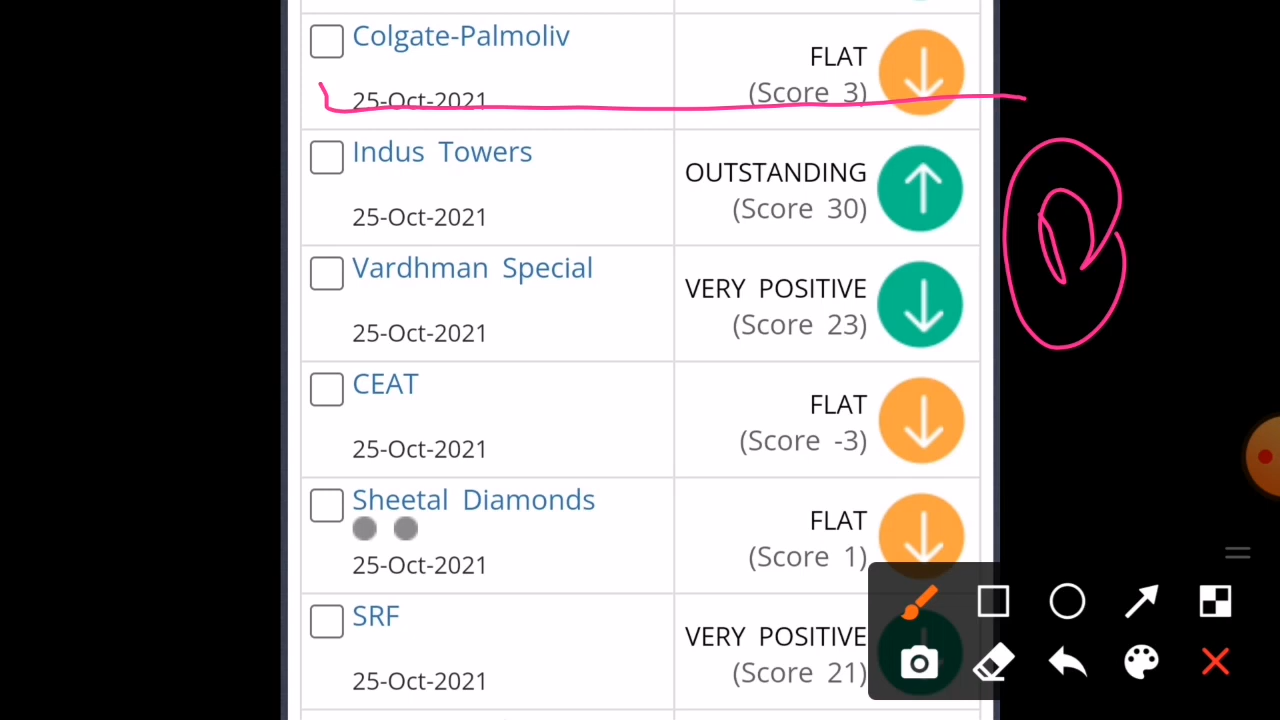 Colgate-Palmoliv
FLAT
25-Oct-2021
(Score 3)
Indus Towers
OUTSTANDING
25-Oct-2021
(Score 30)
Vardhman Special
VERY POSITIVE
25-Oct-2021
(Score 23)
CEAT
FLAT
25-Oct-2021
(Score -3)
Sheetal Diamonds
FLAT
25-Oct-2021
(Score 1)
SRF
VERY POSITIVE
25-Oct-2021
(Score 21)